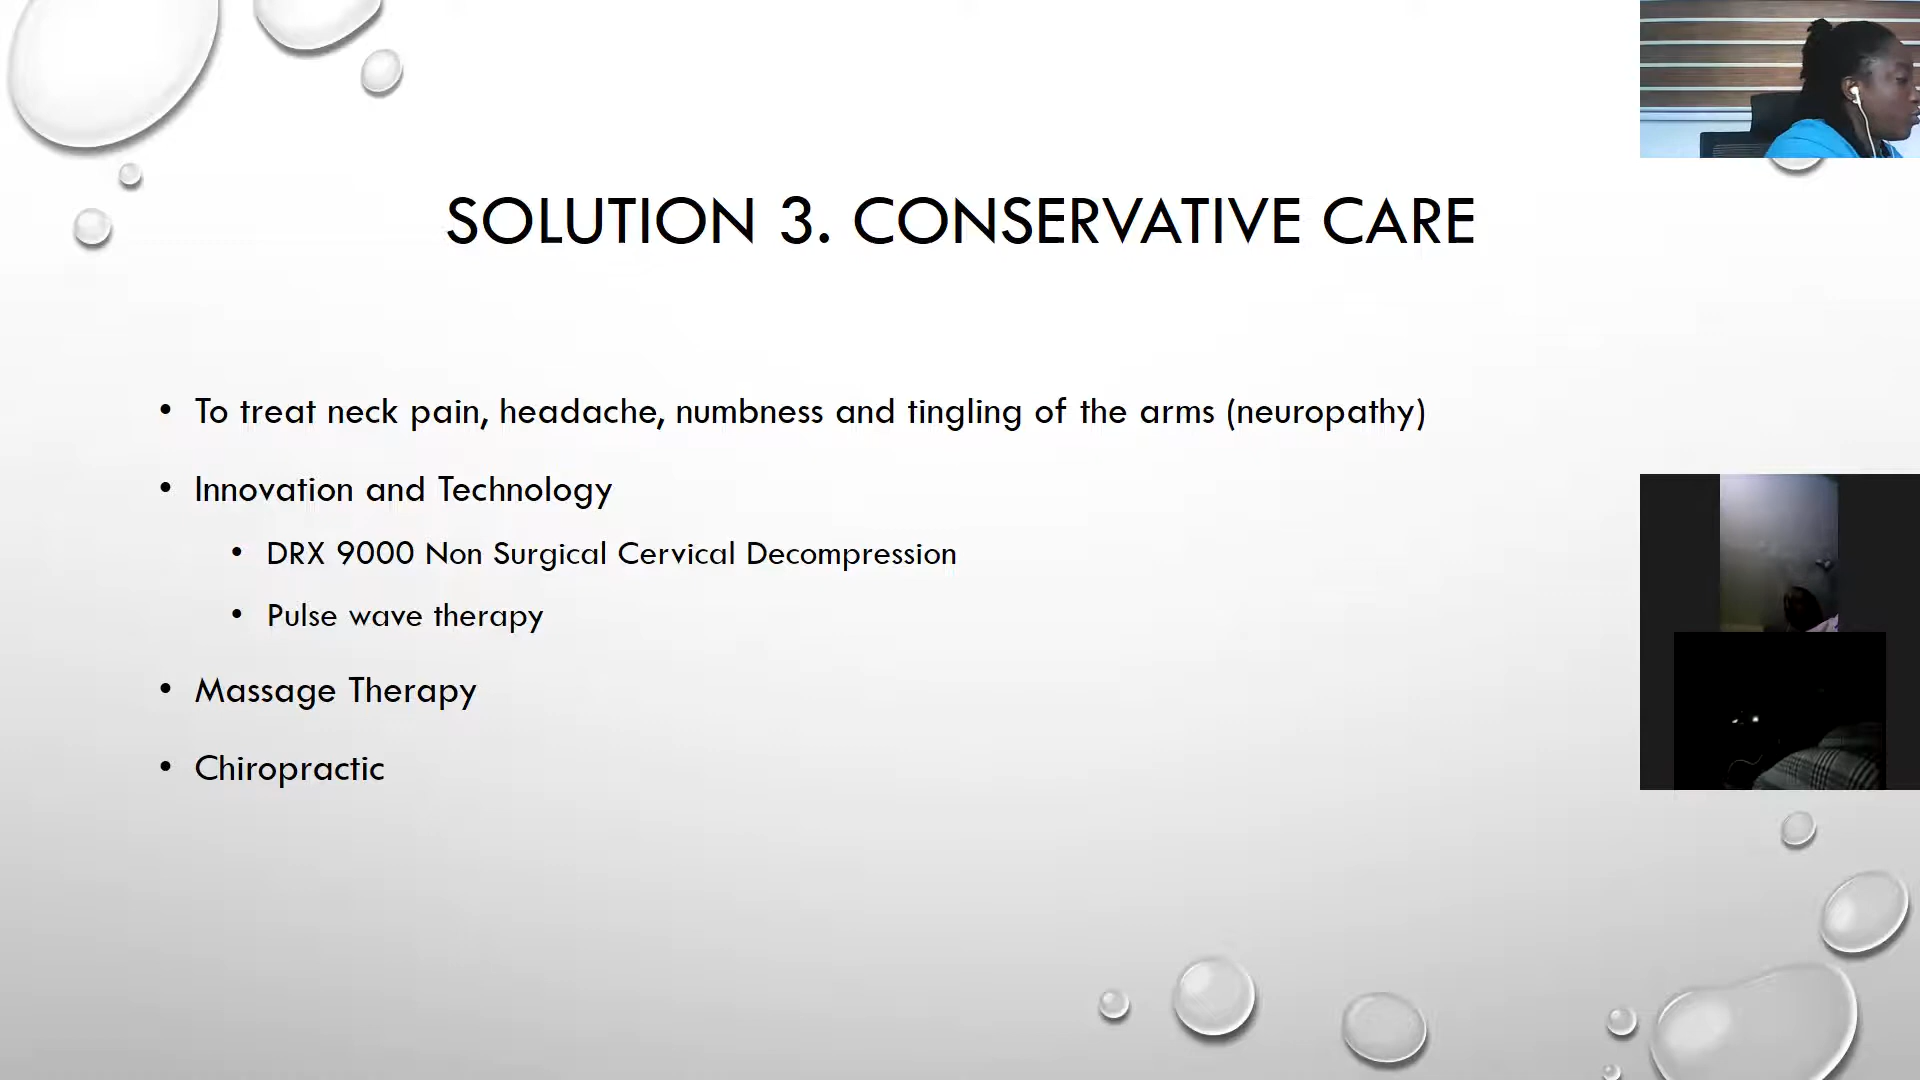 SOLUTION 3. CONSERVATIVE CARE
• To treat neck pain, headache, numbness and tingling of the arms (neuropathy)
• Innovation and Technology
• DRX 9000 Non Surgical Cervical Decompression
• Pulse wave therapy
• Massage Therapy
• Chiropractic